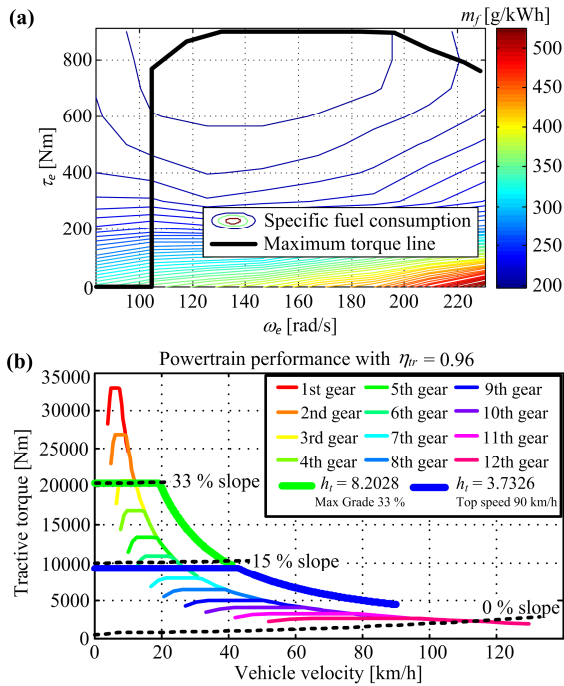 (a)
m_f [g/kWh]
800
600
400
200
0
τ_e [Nm]
100
120
140
160
180
200
220
ω_e [rad/s]
Specific fuel consumption
Maximum torque line
500
450
400
350
300
250
200
(b)
Powertrain performance with η_tr = 0.96
35000
30000
25000
20000
15000
10000
5000
0
Tractive torque [Nm]
0
20
40
60
80
100
120
Vehicle velocity [km/h]
33 % slope
15 % slope
0 % slope
1st gear
5th gear
9th gear
2nd gear
6th gear
10th gear
3rd gear
7th gear
11th gear
4th gear
8th gear
12th gear
h_t = 8.2028
h_t = 3.7326
Max Grade 33 %
Top speed 90 km/h